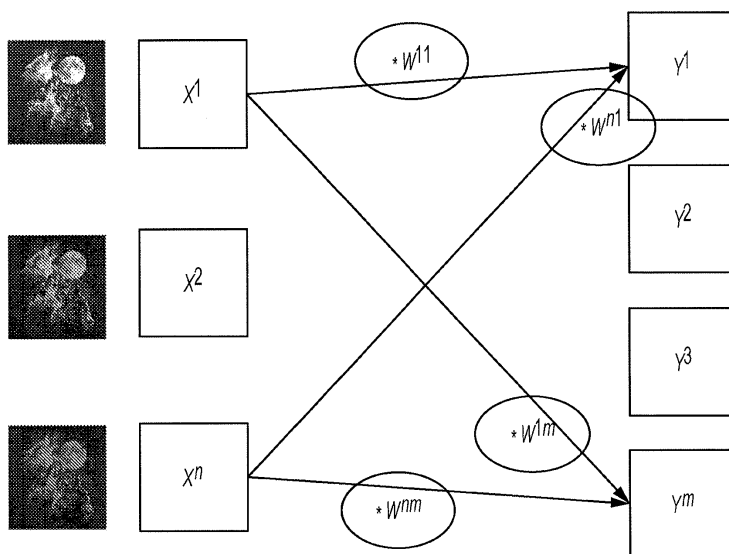 X¹
* W¹¹
Y¹
* Wⁿ¹
X²
Y²
Y³
* W¹ᵐ
Xⁿ
* Wⁿᵐ
Yᵐ